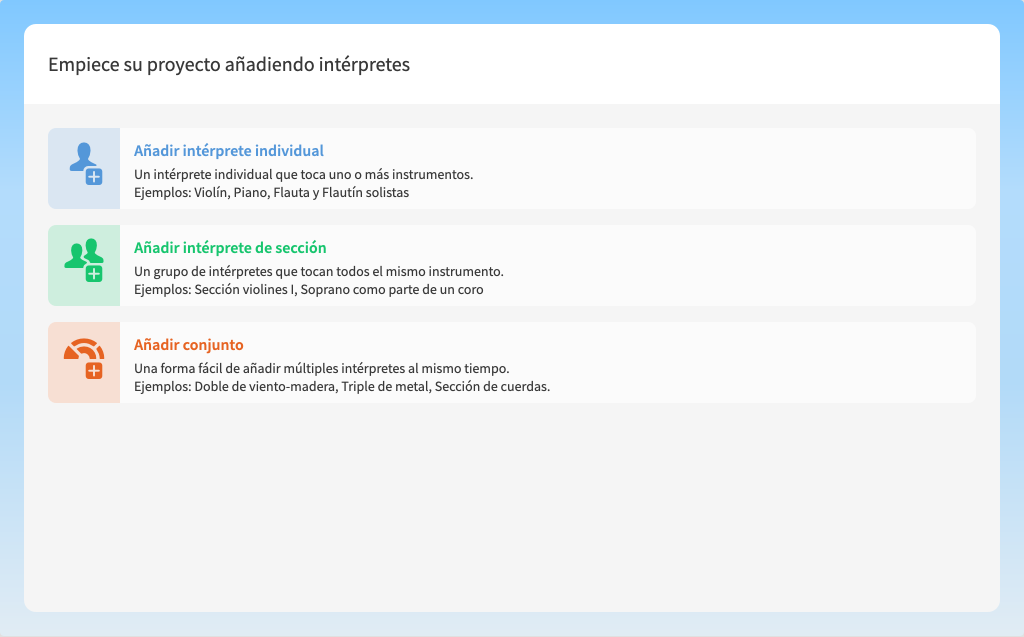 Empiece su proyecto añadiendo intérpretes
Añadir intérprete individual
Un intérprete individual que toca uno o más instrumentos.
Ejemplos: Violín, Piano, Flauta y Flautín solistas
Añadir intérprete de sección
Un grupo de intérpretes que tocan todos el mismo instrumento.
Ejemplos: Sección violines I, Soprano como parte de un coro
Añadir conjunto
Una forma fácil de añadir múltiples intérpretes al mismo tiempo.
Ejemplos: Doble de viento-madera, Triple de metal, Sección de cuerdas.